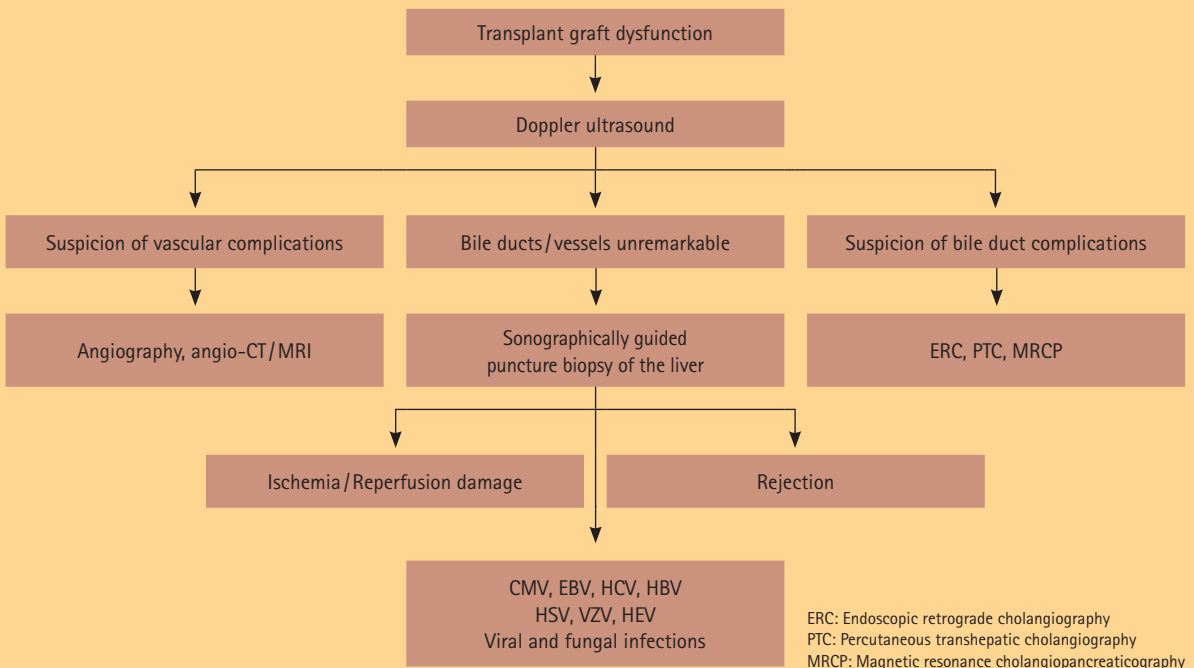 Transplant graft dysfunction
Doppler ultrasound
Suspicion of vascular complications
Bile ducts/vessels unremarkable
Suspicion of bile duct complications
Angiography, angio-CT/MRI
Sonographically guided
puncture biopsy of the liver
ERC, PTC, MRCP
Ischemia/Reperfusion damage
Rejection
CMV, EBV, HCV, HBV
HSV, VZV, HEV
Viral and fungal infections
ERC: Endoscopic retrograde cholangiography
PTC: Percutaneous transhepatic cholangiography
MRCP: Magnetic resonance cholangiopancreaticography